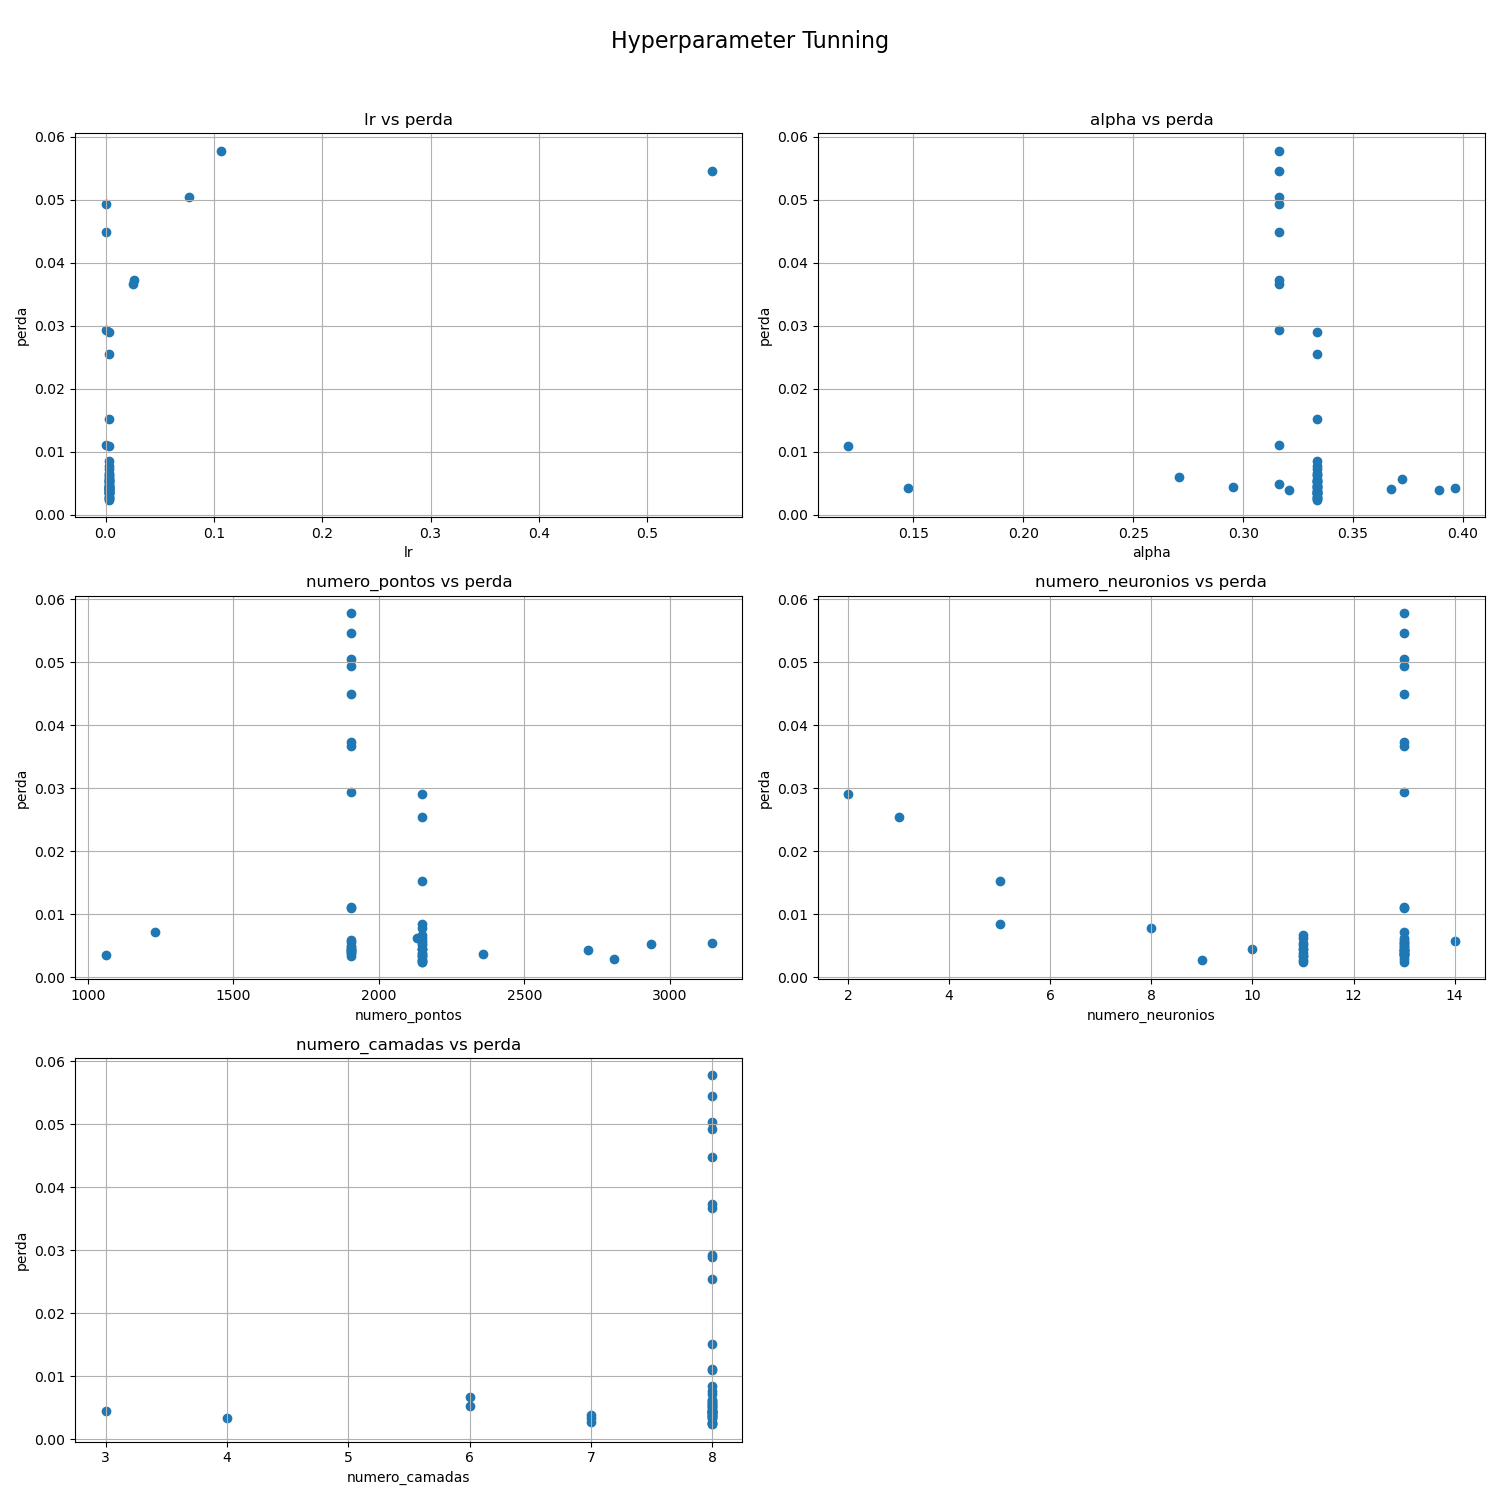 Hyperparameter Tunning
lr vs perda
alpha vs perda
0.06
0.05
0.04
0.03
0.02
0.01
0.00
perda
0.0 0.1 0.2 0.3 0.4 0.5
lr
0.06
0.05
0.04
0.03
0.02
0.01
0.00
perda
0.15 0.20 0.25 0.30 0.35 0.40
alpha
numero_pontos vs perda
numero_neuronios vs perda
0.06
0.05
0.04
0.03
0.02
0.01
0.00
perda
1000 1500 2000 2500 3000
numero_pontos
0.06
0.05
0.04
0.03
0.02
0.01
0.00
perda
2 4 6 8 10 12 14
numero_neuronios
numero_camadas vs perda
0.06
0.05
0.04
0.03
0.02
0.01
0.00
perda
3 4 5 6 7 8
numero_camadas